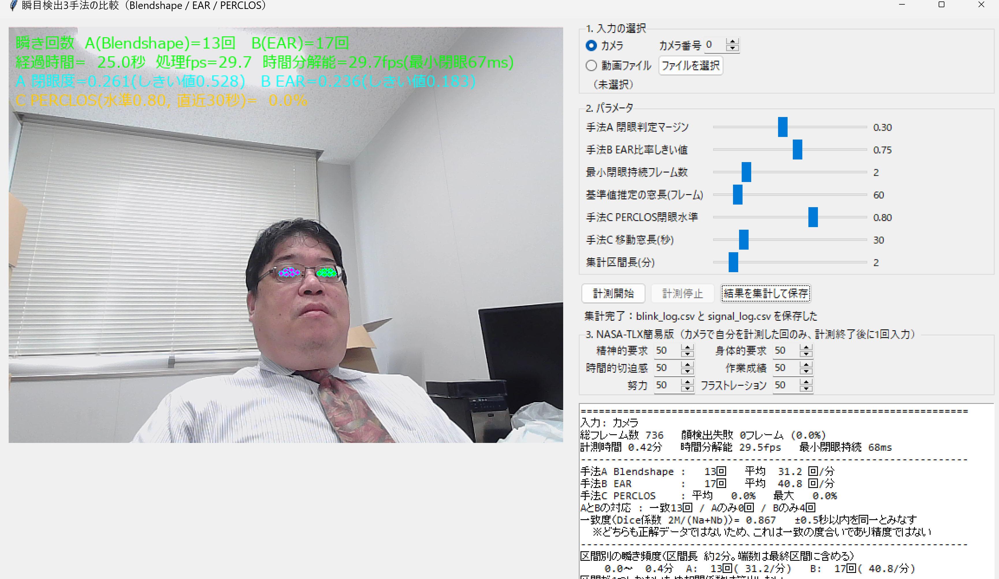 瞬目検出3手法の比較（Blendshape / EAR / PERCLOS）
瞬き回数 A(Blendshape)=13回 B(EAR)=17回
経過時間= 25.0秒 処理fps=29.7 時間分解能=29.7fps(最小閉眼67ms)
A 閉眼度=0.261(しきい値0.528) B EAR=0.236(しきい値0.183)
C PERCLOS(水準0.80, 直近30秒)= 0.0%
1. 入力の選択
カメラ カメラ番号 0
動画ファイル ファイルを選択
（未選択）
2. パラメータ
手法A 閉眼判定マージン 0.30
手法B EAR比率しきい値 0.75
最小閉眼持続フレーム数 2
基準値推定の窓長(フレーム) 60
手法C PERCLOS閉眼水準 0.80
手法C 移動窓長(秒) 30
集計区間長(分) 2
計測開始 計測停止 結果を集計して保存
集計完了：blink_log.csv と signal_log.csv を保存した
3. NASA-TLX簡易版（カメラで自分を計測した回のみ、計測終了後に1回入力）
精神的要求 50 身体的要求 50
時間的切迫感 50 作業成績 50
努力 50 フラストレーション 50
================================================================
入力: カメラ
総フレーム数 736 顔検出失敗 0フレーム (0.0%)
計測時間 0.42分 時間分解能 29.5fps 最小閉眼持続 68ms
----------------------------------------------------------------
手法A Blendshape : 13回 平均 31.2 回/分
手法B EAR : 17回 平均 40.8 回/分
手法C PERCLOS : 平均 0.0% 最大 0.0%
AとBの対応 : 一致13回 / Aのみ0回 / Bのみ4回
一致度(Dice係数 2M/(Na+Nb))= 0.867 ±0.5秒以内を同一とみなす
※どちらも正解データではないため、これは一致の度合いであり精度ではない
----------------------------------------------------------------
区間別の瞬き頻度(区間長 約2分。端数は最終区間に含める)
0.0～ 0.4分 A: 13回( 31.2/分) B: 17回( 40.8/分)